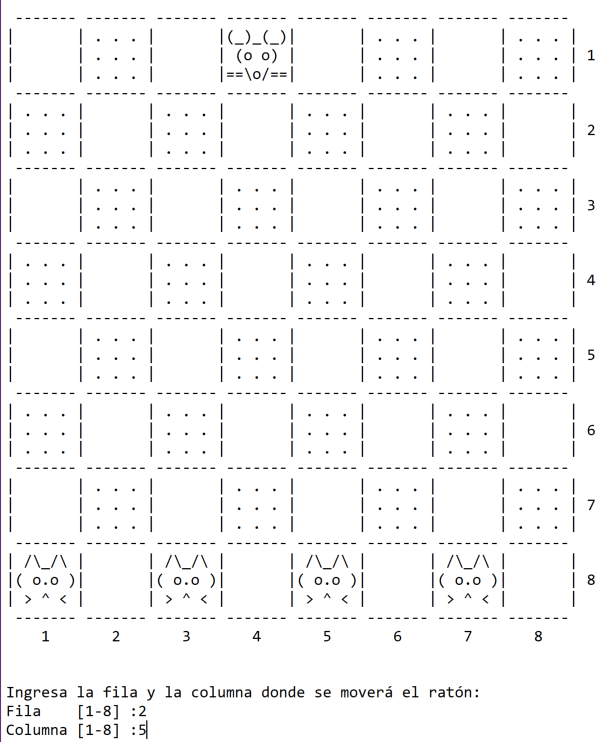 ------- ------- ------- ------- ------- ------- ------- -------
|       | . . . |       |(_)_(_)|       | . . . |       | . . . |
|       | . . . |       | (o o) |       | . . . |       | . . . | 1
|       | . . . |       |==\o/==|       | . . . |       | . . . |
 ------- ------- ------- ------- ------- ------- ------- -------
| . . . |       | . . . |       | . . . |       | . . . |       |
| . . . |       | . . . |       | . . . |       | . . . |       | 2
| . . . |       | . . . |       | . . . |       | . . . |       |
 ------- ------- ------- ------- ------- ------- ------- -------
|       | . . . |       | . . . |       | . . . |       | . . . |
|       | . . . |       | . . . |       | . . . |       | . . . | 3
|       | . . . |       | . . . |       | . . . |       | . . . |
 ------- ------- ------- ------- ------- ------- ------- -------
| . . . |       | . . . |       | . . . |       | . . . |       |
| . . . |       | . . . |       | . . . |       | . . . |       | 4
| . . . |       | . . . |       | . . . |       | . . . |       |
 ------- ------- ------- ------- ------- ------- ------- -------
|       | . . . |       | . . . |       | . . . |       | . . . |
|       | . . . |       | . . . |       | . . . |       | . . . | 5
|       | . . . |       | . . . |       | . . . |       | . . . |
 ------- ------- ------- ------- ------- ------- ------- -------
| . . . |       | . . . |       | . . . |       | . . . |       |
| . . . |       | . . . |       | . . . |       | . . . |       | 6
| . . . |       | . . . |       | . . . |       | . . . |       |
 ------- ------- ------- ------- ------- ------- ------- -------
|       | . . . |       | . . . |       | . . . |       | . . . |
|       | . . . |       | . . . |       | . . . |       | . . . | 7
|       | . . . |       | . . . |       | . . . |       | . . . |
 ------- ------- ------- ------- ------- ------- ------- -------
| /\_/\ |       | /\_/\ |       | /\_/\ |       | /\_/\ |       |
|( o.o )|       |( o.o )|       |( o.o )|       |( o.o )|       | 8
| > ^ < |       | > ^ < |       | > ^ < |       | > ^ < |       |
 ------- ------- ------- ------- ------- ------- ------- -------
    1       2       3       4       5       6       7       8
Ingresa la fila y la columna donde se moverá el ratón:
Fila    [1-8] :2
Columna [1-8] :5